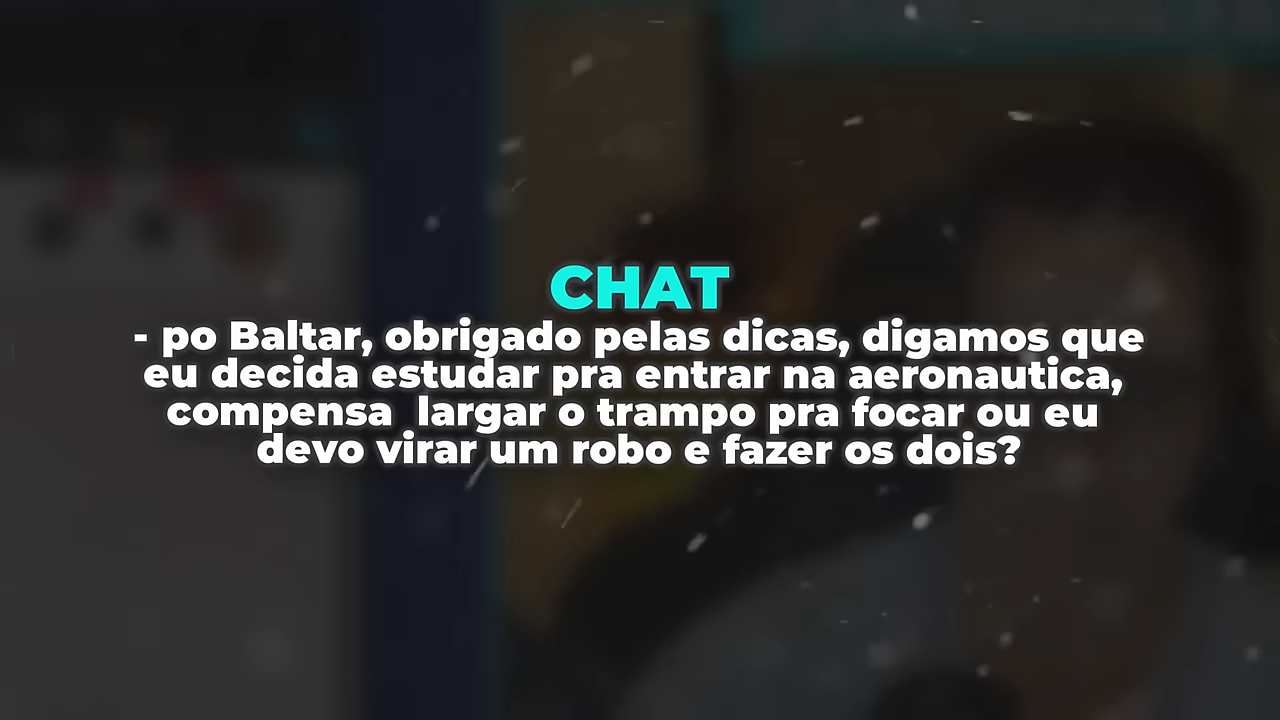 CHAT
- po Baltar, obrigado pelas dicas, digamos que
eu decida estudar pra entrar na aeronautica,
compensa  largar o trampo pra focar ou eu
devo virar um robo e fazer os dois?